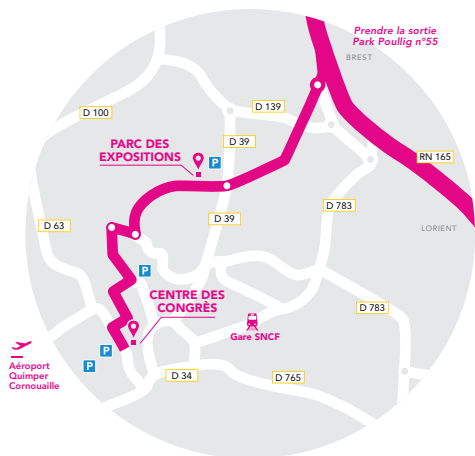 Prendre la sortie
Park Poullig n°55
BREST
D 139
D 100
D 39
PARC DES
EXPOSITIONS
P
RN 165
D 783
D 39
D 63
LORIENT
P
CENTRE DES
CONGRÈS
D 783
Gare SNCF
P
P
Aéroport
Quimper
Cornouaille
D 34
D 765